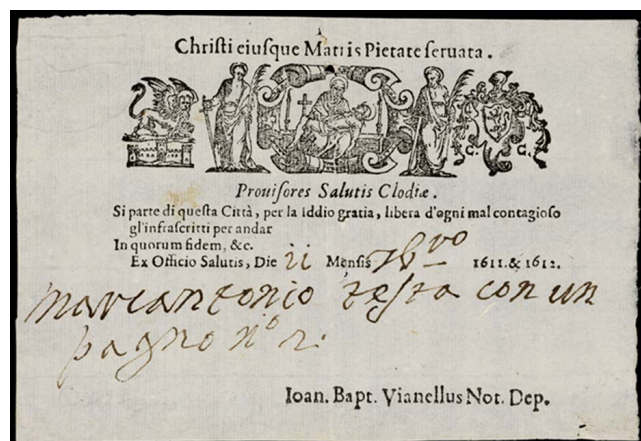 Christi eiusque Matris Pietate seruata.
C. G.
Prouisores Salutis Clodiæ.
Si parte di questa Città, per la Iddio gratia, libera d'ogni mal contagioso
gl'infrascritti per andar
In quorum fidem, &c.
Ex Officio Salutis, Die ii Mensis 1611. & 1612.
marcantonio testa con un
pagno nº 2.
Ioan. Bapt. Vianellus Not. Dep.